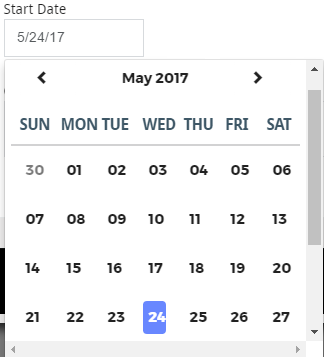 Start Date
5/24/17
May 2017
SUN MON TUE WED THU FRI SAT
30 01 02 03 04 05 06
07 08 09 10 11 12 13
14 15 16 17 18 19 20
21 22 23 24 25 26 27